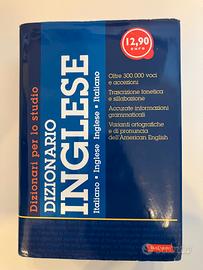 12,90
euro
Dizionari per lo studio
DIZIONARIO
INGLESE
Italiano • Inglese Inglese • Italiano
Oltre 300.000 voci
e accezioni
Trascrizione fonetica
e sillabazione
Accurate informazioni
grammaticali
Varianti ortografiche
e di pronuncia
dell'American English